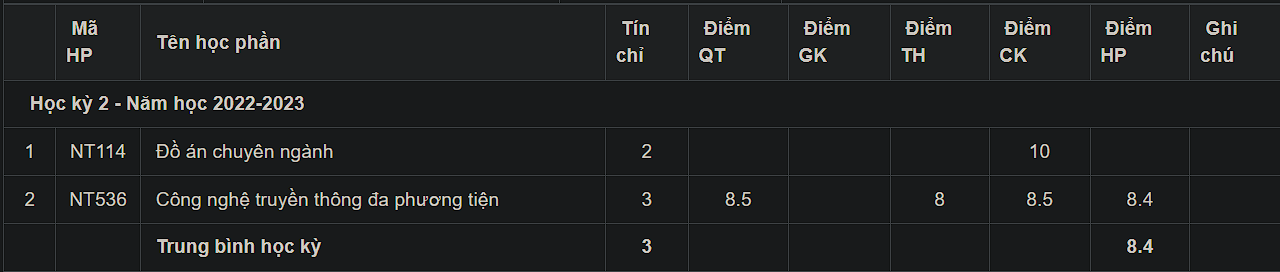 Mã HP Tên học phần Tín chỉ Điểm QT Điểm GK Điểm TH Điểm CK Điểm HP Ghi chú
Học kỳ 2 - Năm học 2022-2023
1 NT114 Đồ án chuyên ngành 2 10
2 NT536 Công nghệ truyền thông đa phương tiện 3 8.5 8 8.5 8.4
Trung bình học kỳ 3 8.4